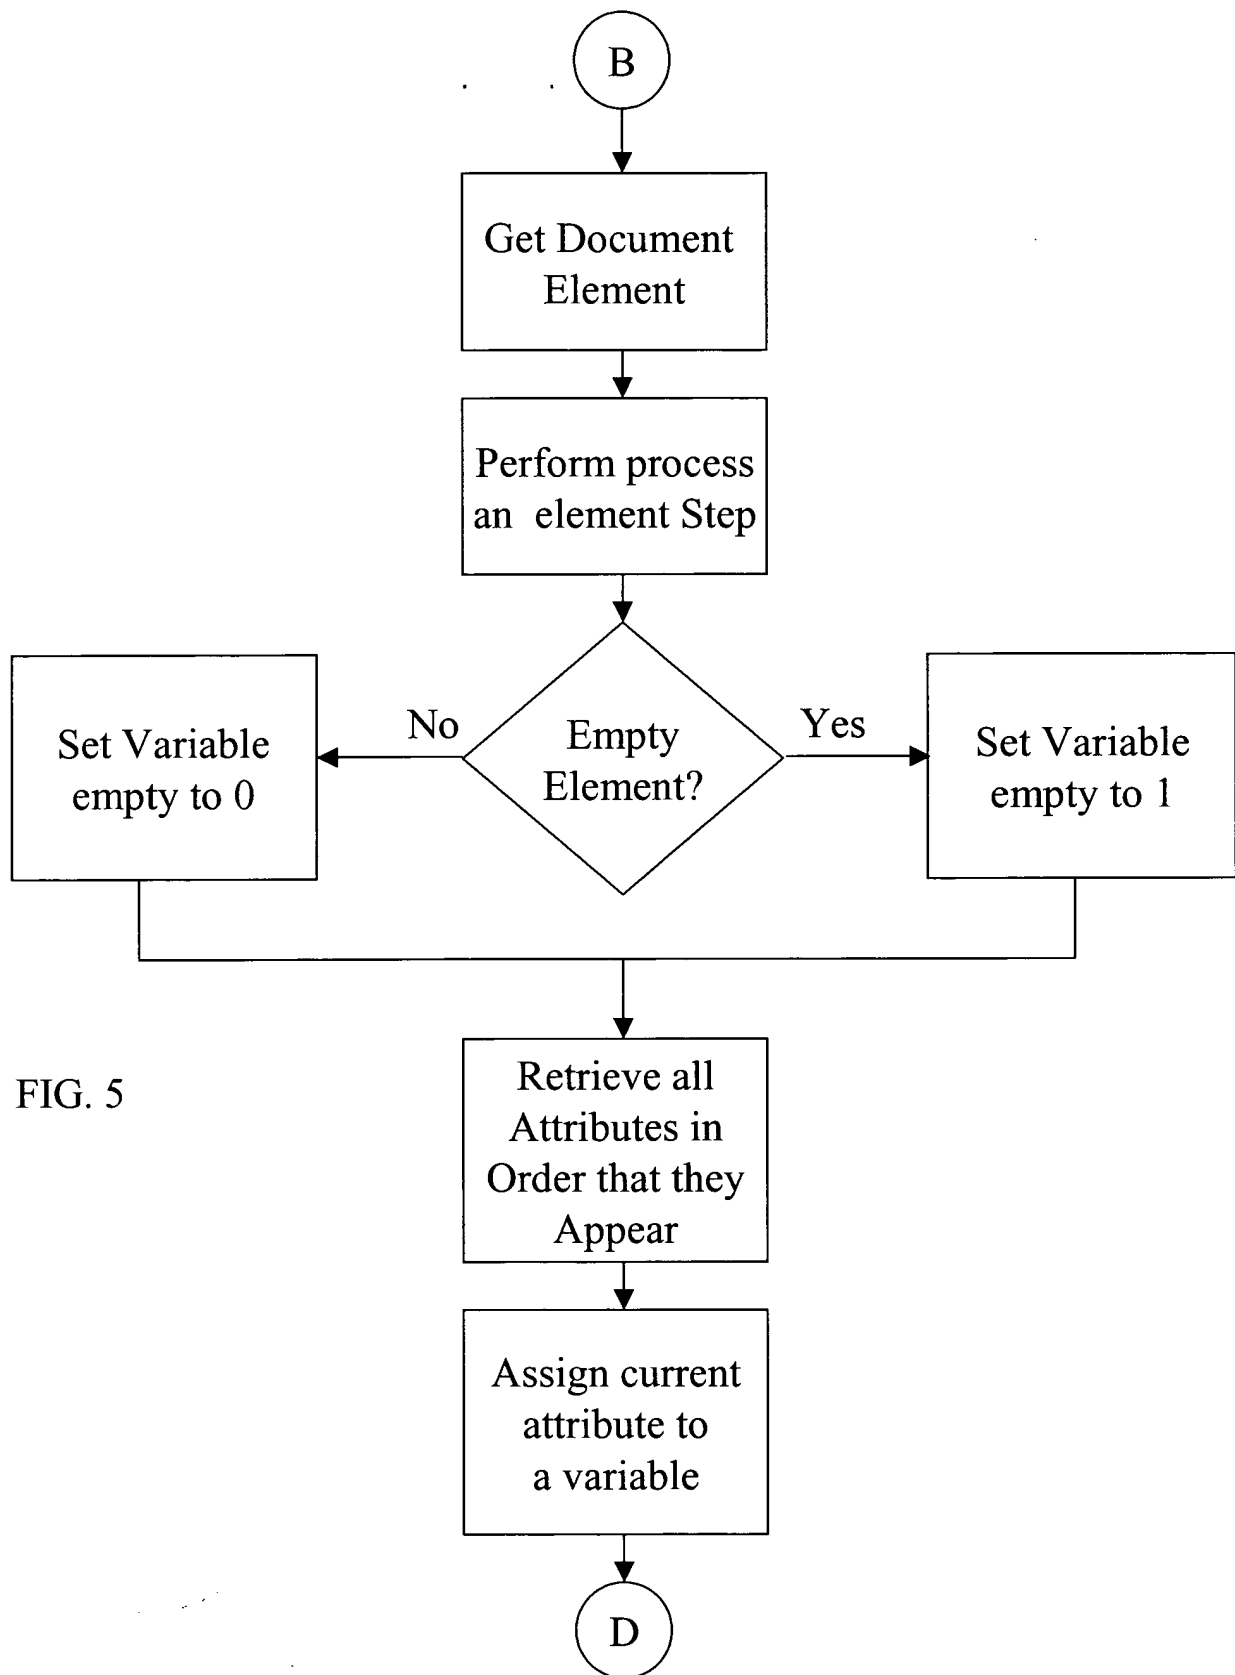 B
Get Document
Element
Perform process
an element Step
No
Yes
Set Variable
empty to 0
Empty
Element?
Set Variable
empty to 1
FIG. 5
Retrieve all
Attributes in
Order that they
Appear
Assign current
attribute to
a variable
D